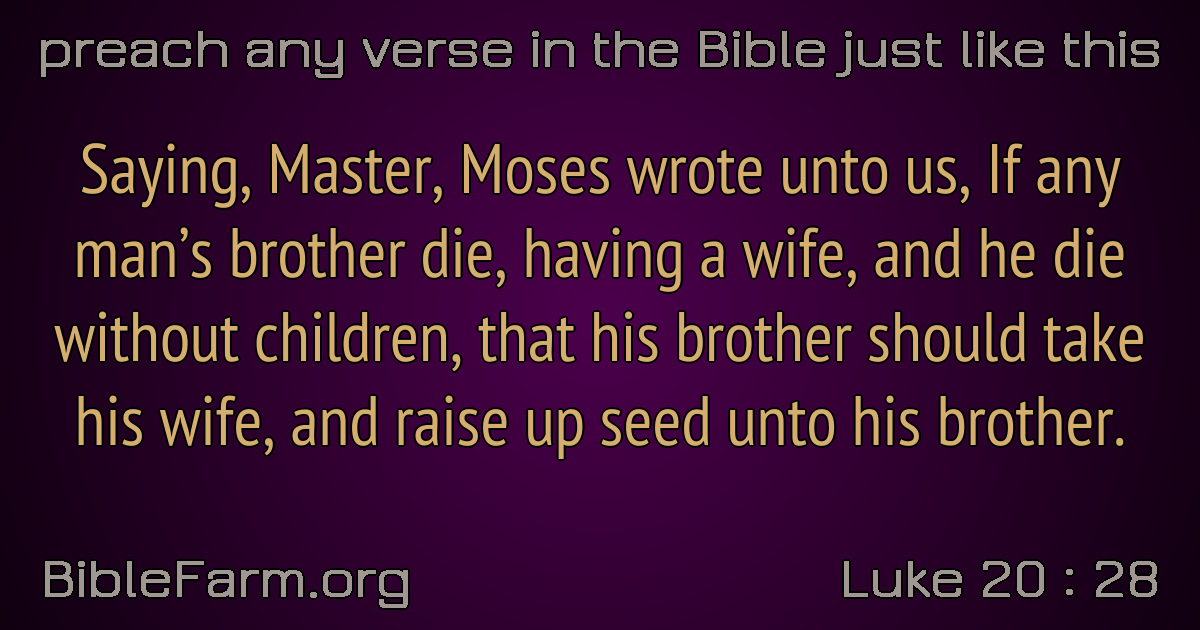 preach any verse in the Bible just like this
Saying, Master, Moses wrote unto us, If any
man’s brother die, having a wife, and he die
without children, that his brother should take
his wife, and raise up seed unto his brother.
BibleFarm.org
Luke 20 : 28